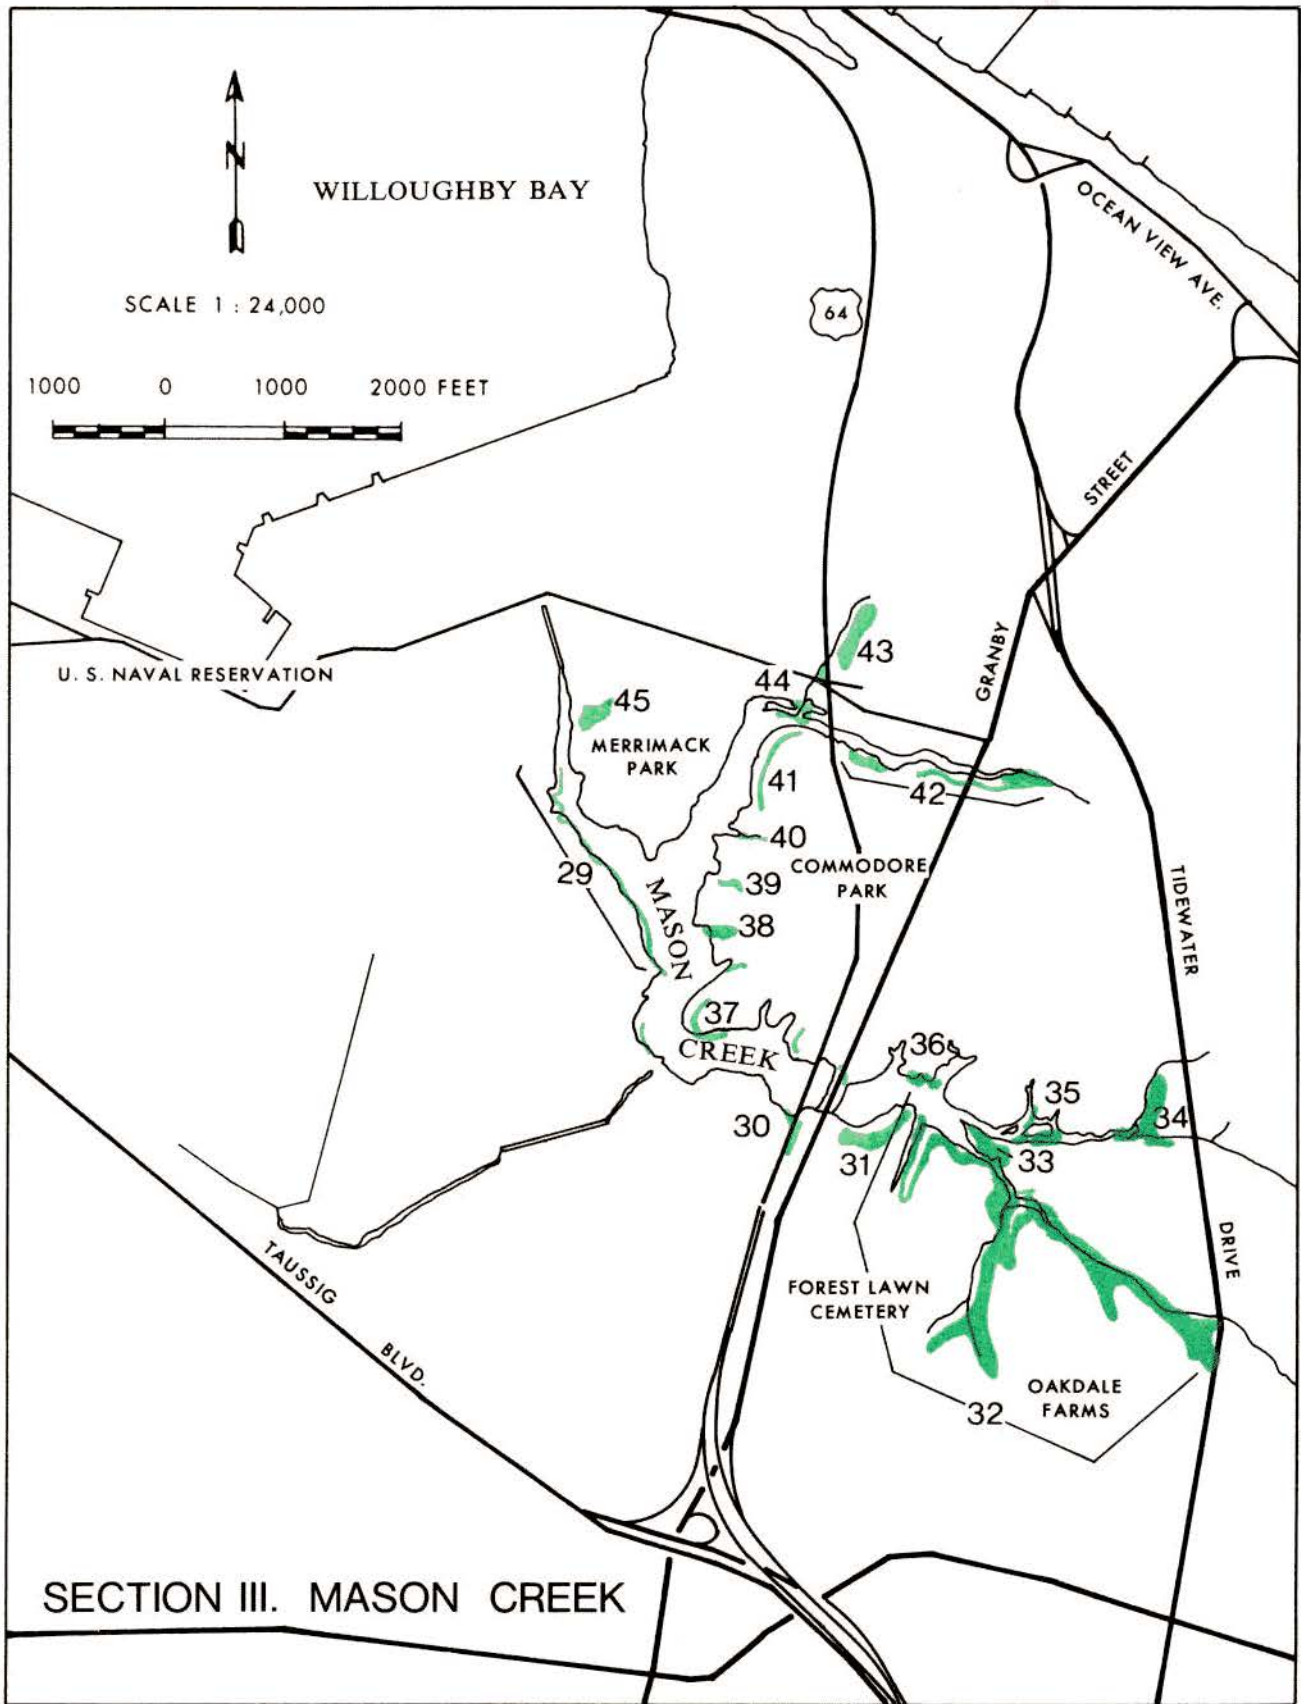 N
WILLOUGHBY BAY
OCEAN VIEW AVE.
SCALE 1 : 24,000
64
1000 0 1000 2000 FEET
STREET
GRANBY
43
U. S. NAVAL RESERVATION
44
45
MERRIMACK
PARK
41
42
40
COMMODORE
PARK
29
39
MASON
38
TIDEWATER
37
CREEK
36
35
34
30
31
33
DRIVE
TAUSSIG
BLVD.
FOREST LAWN
CEMETERY
OAKDALE
FARMS
32
SECTION III. MASON CREEK